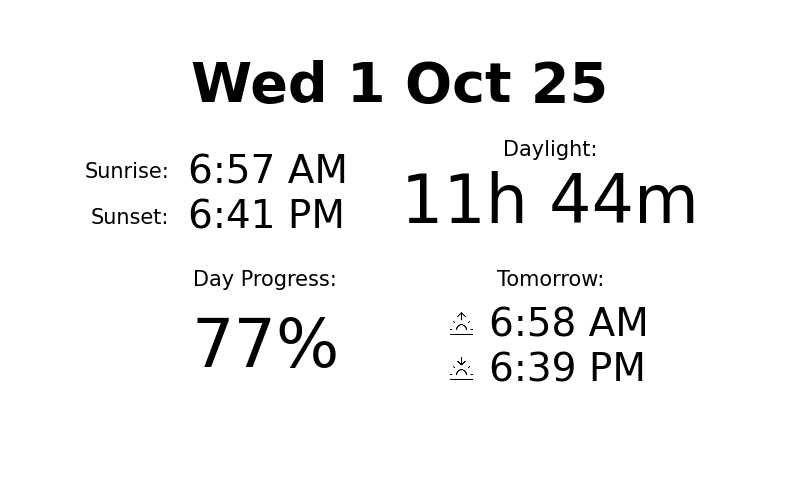 Wed 1 Oct 25
Sunrise: 6:57 AM
Sunset: 6:41 PM
Daylight:
11h 44m
Day Progress:
77%
Tomorrow:
6:58 AM
6:39 PM